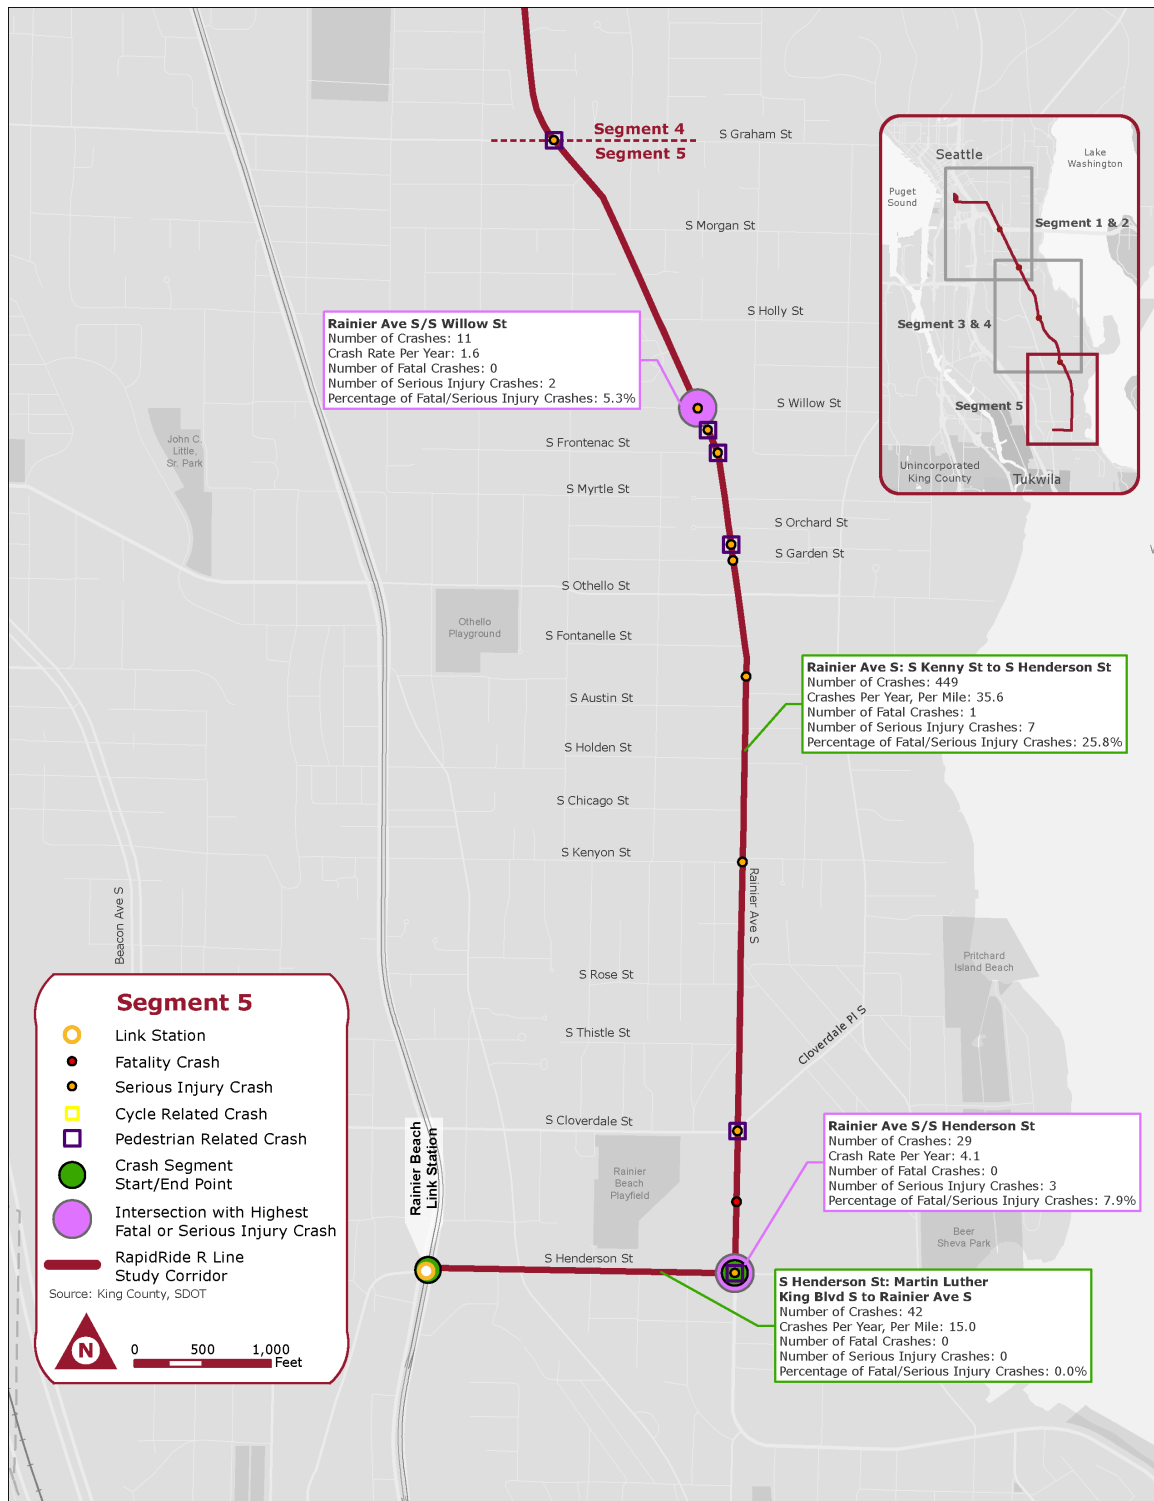 Segment 4
Segment 5
S Graham St
S Morgan St
S Holly St
S Willow St
Rainier Ave S/S Willow St
Number of Crashes: 11
Crash Rate Per Year: 1.6
Number of Fatal Crashes: 0
Number of Serious Injury Crashes: 2
Percentage of Fatal/Serious Injury Crashes: 5.3%
Seattle
Lake
Washington
Puget
Sound
Segment 1 & 2
Segment 3 & 4
Segment 5
Unincorporated
King County
Tukwila
John C.
Little,
Sr. Park
S Frontenac St
S Myrtle St
S Orchard St
S Garden St
S Othello St
Othello
Playground
S Fontanelle St
S Austin St
S Holden St
S Chicago St
S Kenyon St
Rainier Ave S: S Kenny St to S Henderson St
Number of Crashes: 449
Crashes Per Year, Per Mile: 35.6
Number of Fatal Crashes: 1
Number of Serious Injury Crashes: 7
Percentage of Fatal/Serious Injury Crashes: 25.8%
Rainier Ave S
Beacon Ave S
Pritchard
Island Beach
S Rose St
S Thistle St
Cloverdale Pl S
S Cloverdale St
Rainier Beach
Link Station
Rainier
Beach
Playfield
Rainier Ave S/S Henderson St
Number of Crashes: 29
Crash Rate Per Year: 4.1
Number of Fatal Crashes: 0
Number of Serious Injury Crashes: 3
Percentage of Fatal/Serious Injury Crashes: 7.9%
Beer
Sheva Park
S Henderson St
S Henderson St: Martin Luther
King Blvd S to Rainier Ave S
Number of Crashes: 42
Crashes Per Year, Per Mile: 15.0
Number of Fatal Crashes: 0
Number of Serious Injury Crashes: 0
Percentage of Fatal/Serious Injury Crashes: 0.0%
Segment 5
Link Station
Fatality Crash
Serious Injury Crash
Cycle Related Crash
Pedestrian Related Crash
Crash Segment
Start/End Point
Intersection with Highest
Fatal or Serious Injury Crash
RapidRide R Line
Study Corridor
Source: King County, SDOT
N
0 500 1,000
Feet